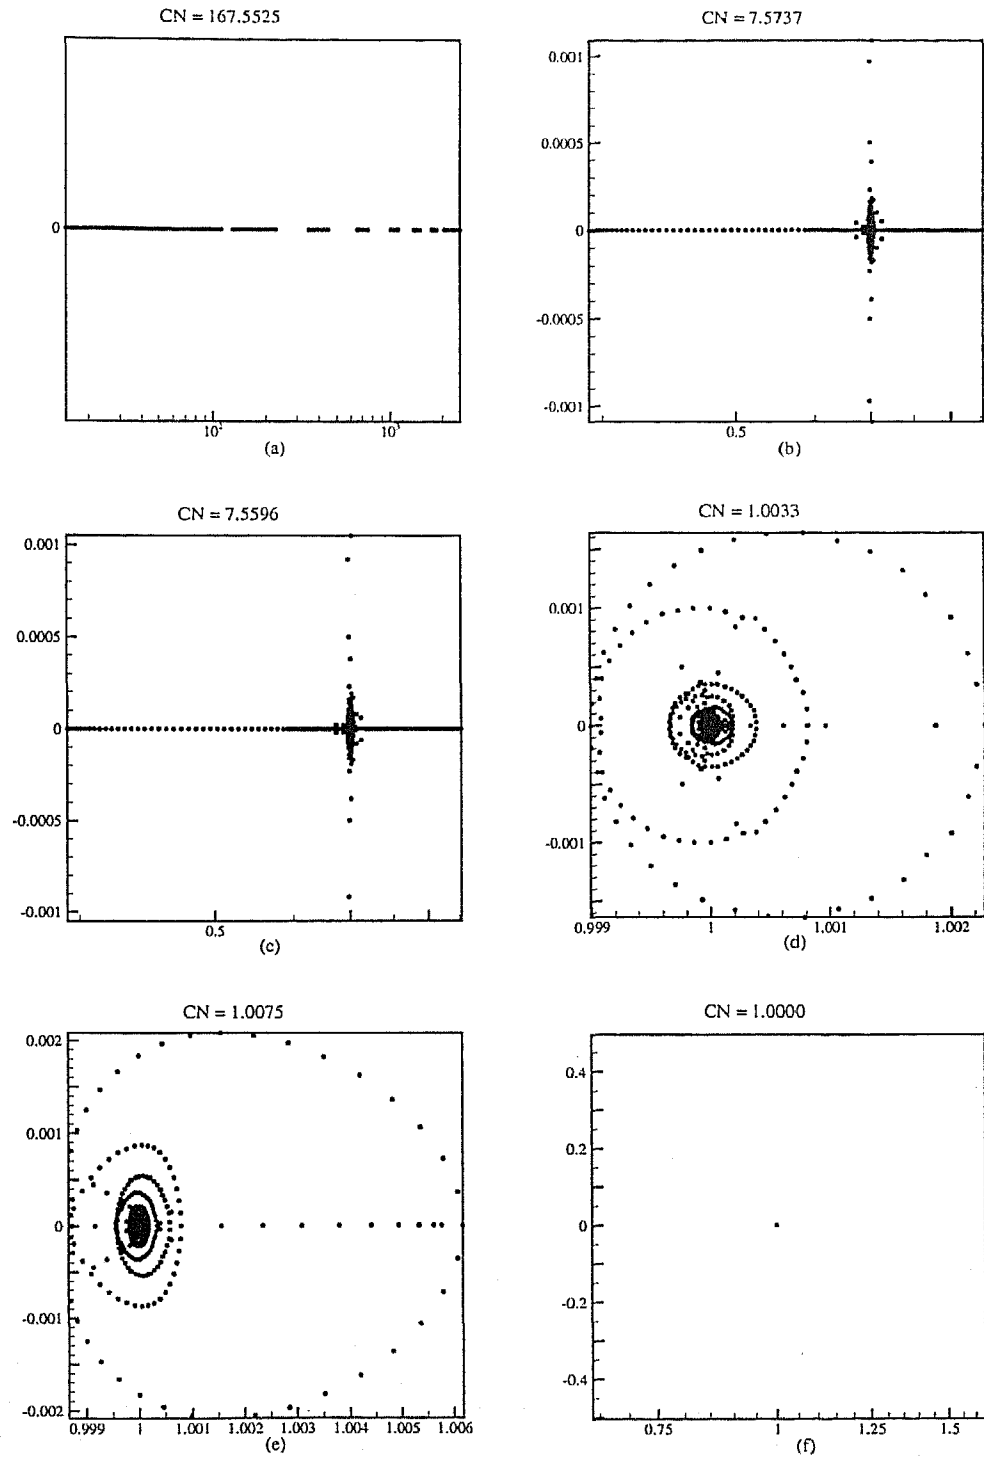 CN = 167.5525
0
10² 10³
(a)
CN = 7.5737
0.001
0.0005
0
-0.0005
-0.001
0.5
(b)
CN = 7.5596
0.001
0.0005
0
-0.0005
-0.001
0.5
(c)
CN = 1.0033
0.001
0
-0.001
0.999 1 1.001 1.002
(d)
CN = 1.0075
0.002
0.001
0
-0.001
-0.002
0.999 1 1.001 1.002 1.003 1.004 1.005 1.006
(e)
CN = 1.0000
0.4
0.2
0
-0.2
-0.4
0.75 1 1.25 1.5
(f)